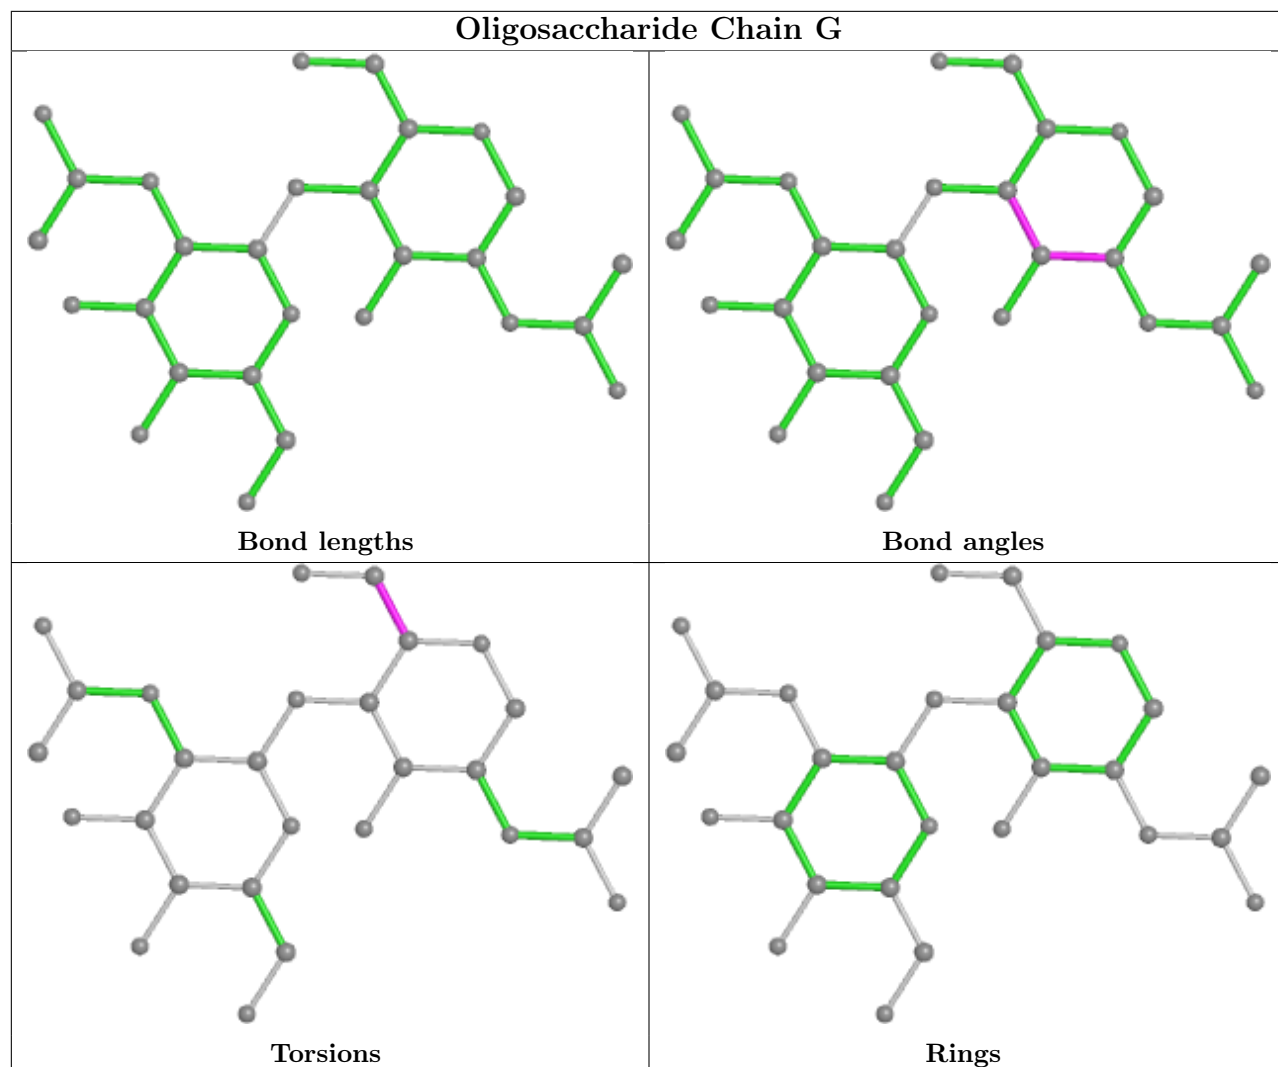 Oligosaccharide Chain G
Bond lengths
Bond angles
Torsions
Rings